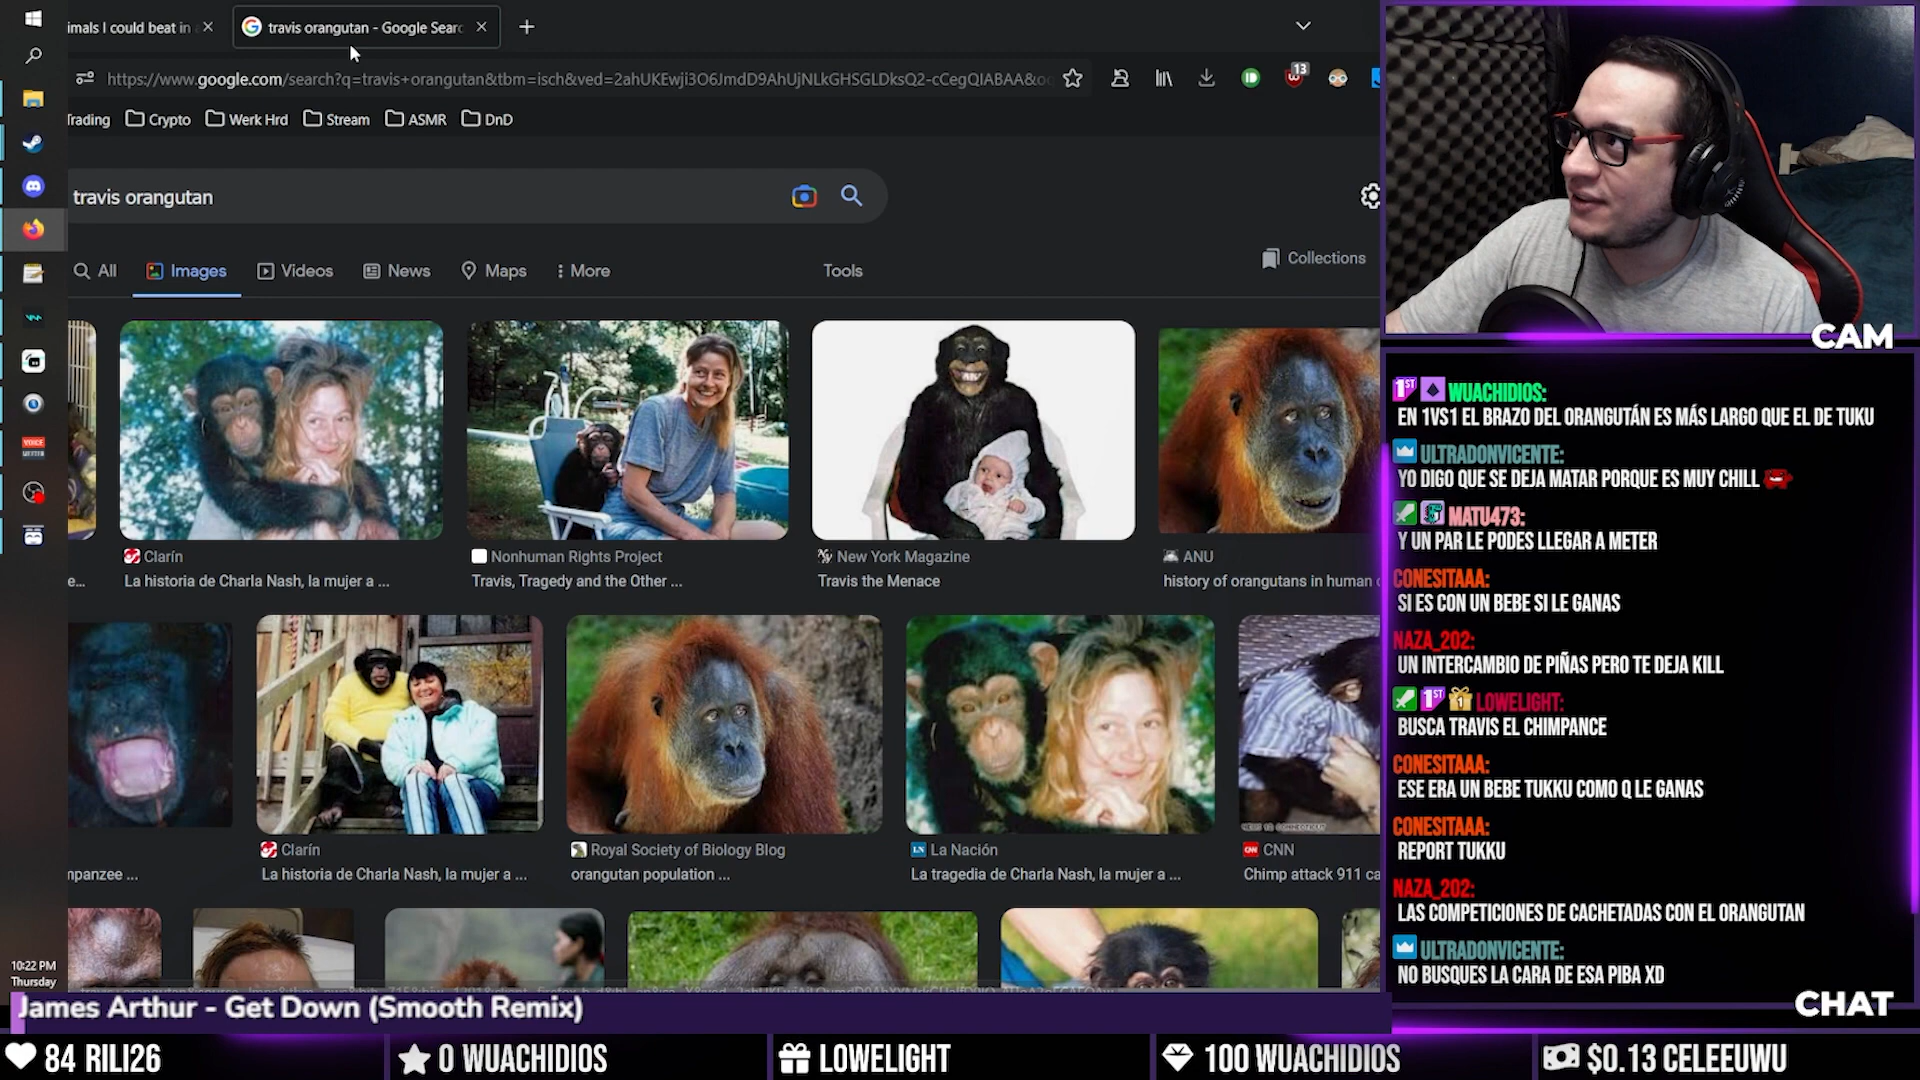 imals I could beat in
travis orangutan - Google Searc
https://www.google.com/search?q=travis+orangutan&tbm=isch&ved=2ahUKEwji3O6JmdD9AhUjNLkGHSGLDksQ2-cCegQIABAA&o
13
Trading
Crypto
Werk Hrd
Stream
ASMR
DnD
travis orangutan
All
Images
Videos
News
Maps
More
Tools
Collections
Clarín
La historia de Charla Nash, la mujer a ...
Nonhuman Rights Project
Travis, Tragedy and the Other ...
New York Magazine
Travis the Menace
ANU
history of orangutans in human c
e...
mpanzee ...
Clarín
La historia de Charla Nash, la mujer a ...
Royal Society of Biology Blog
orangutan population ...
La Nación
La tragedia de Charla Nash, la mujer a ...
CNN
Chimp attack 911 ca
10:22 PM
Thursday
James Arthur - Get Down (Smooth Remix)
CAM
WUACHIDIOS:
EN 1VS1 EL BRAZO DEL ORANGUTÁN ES MÁS LARGO QUE EL DE TUKU
ULTRADONVICENTE:
YO DIGO QUE SE DEJA MATAR PORQUE ES MUY CHILL
MATU473:
Y UN PAR LE PODES LLEGAR A METER
CONESITAAA:
SI ES CON UN BEBE SI LE GANAS
NAZA_202:
UN INTERCAMBIO DE PIÑAS PERO TE DEJA KILL
LOWELIGHT:
BUSCA TRAVIS EL CHIMPANCE
CONESITAAA:
ESE ERA UN BEBE TUKKU COMO Q LE GANAS
CONESITAAA:
REPORT TUKKU
NAZA_202:
LAS COMPETICIONES DE CACHETADAS CON EL ORANGUTAN
ULTRADONVICENTE:
NO BUSQUES LA CARA DE ESA PIBA XD
CHAT
84 RILI26
0 WUACHIDIOS
LOWELIGHT
100 WUACHIDIOS
$0.13 CELEEUWU